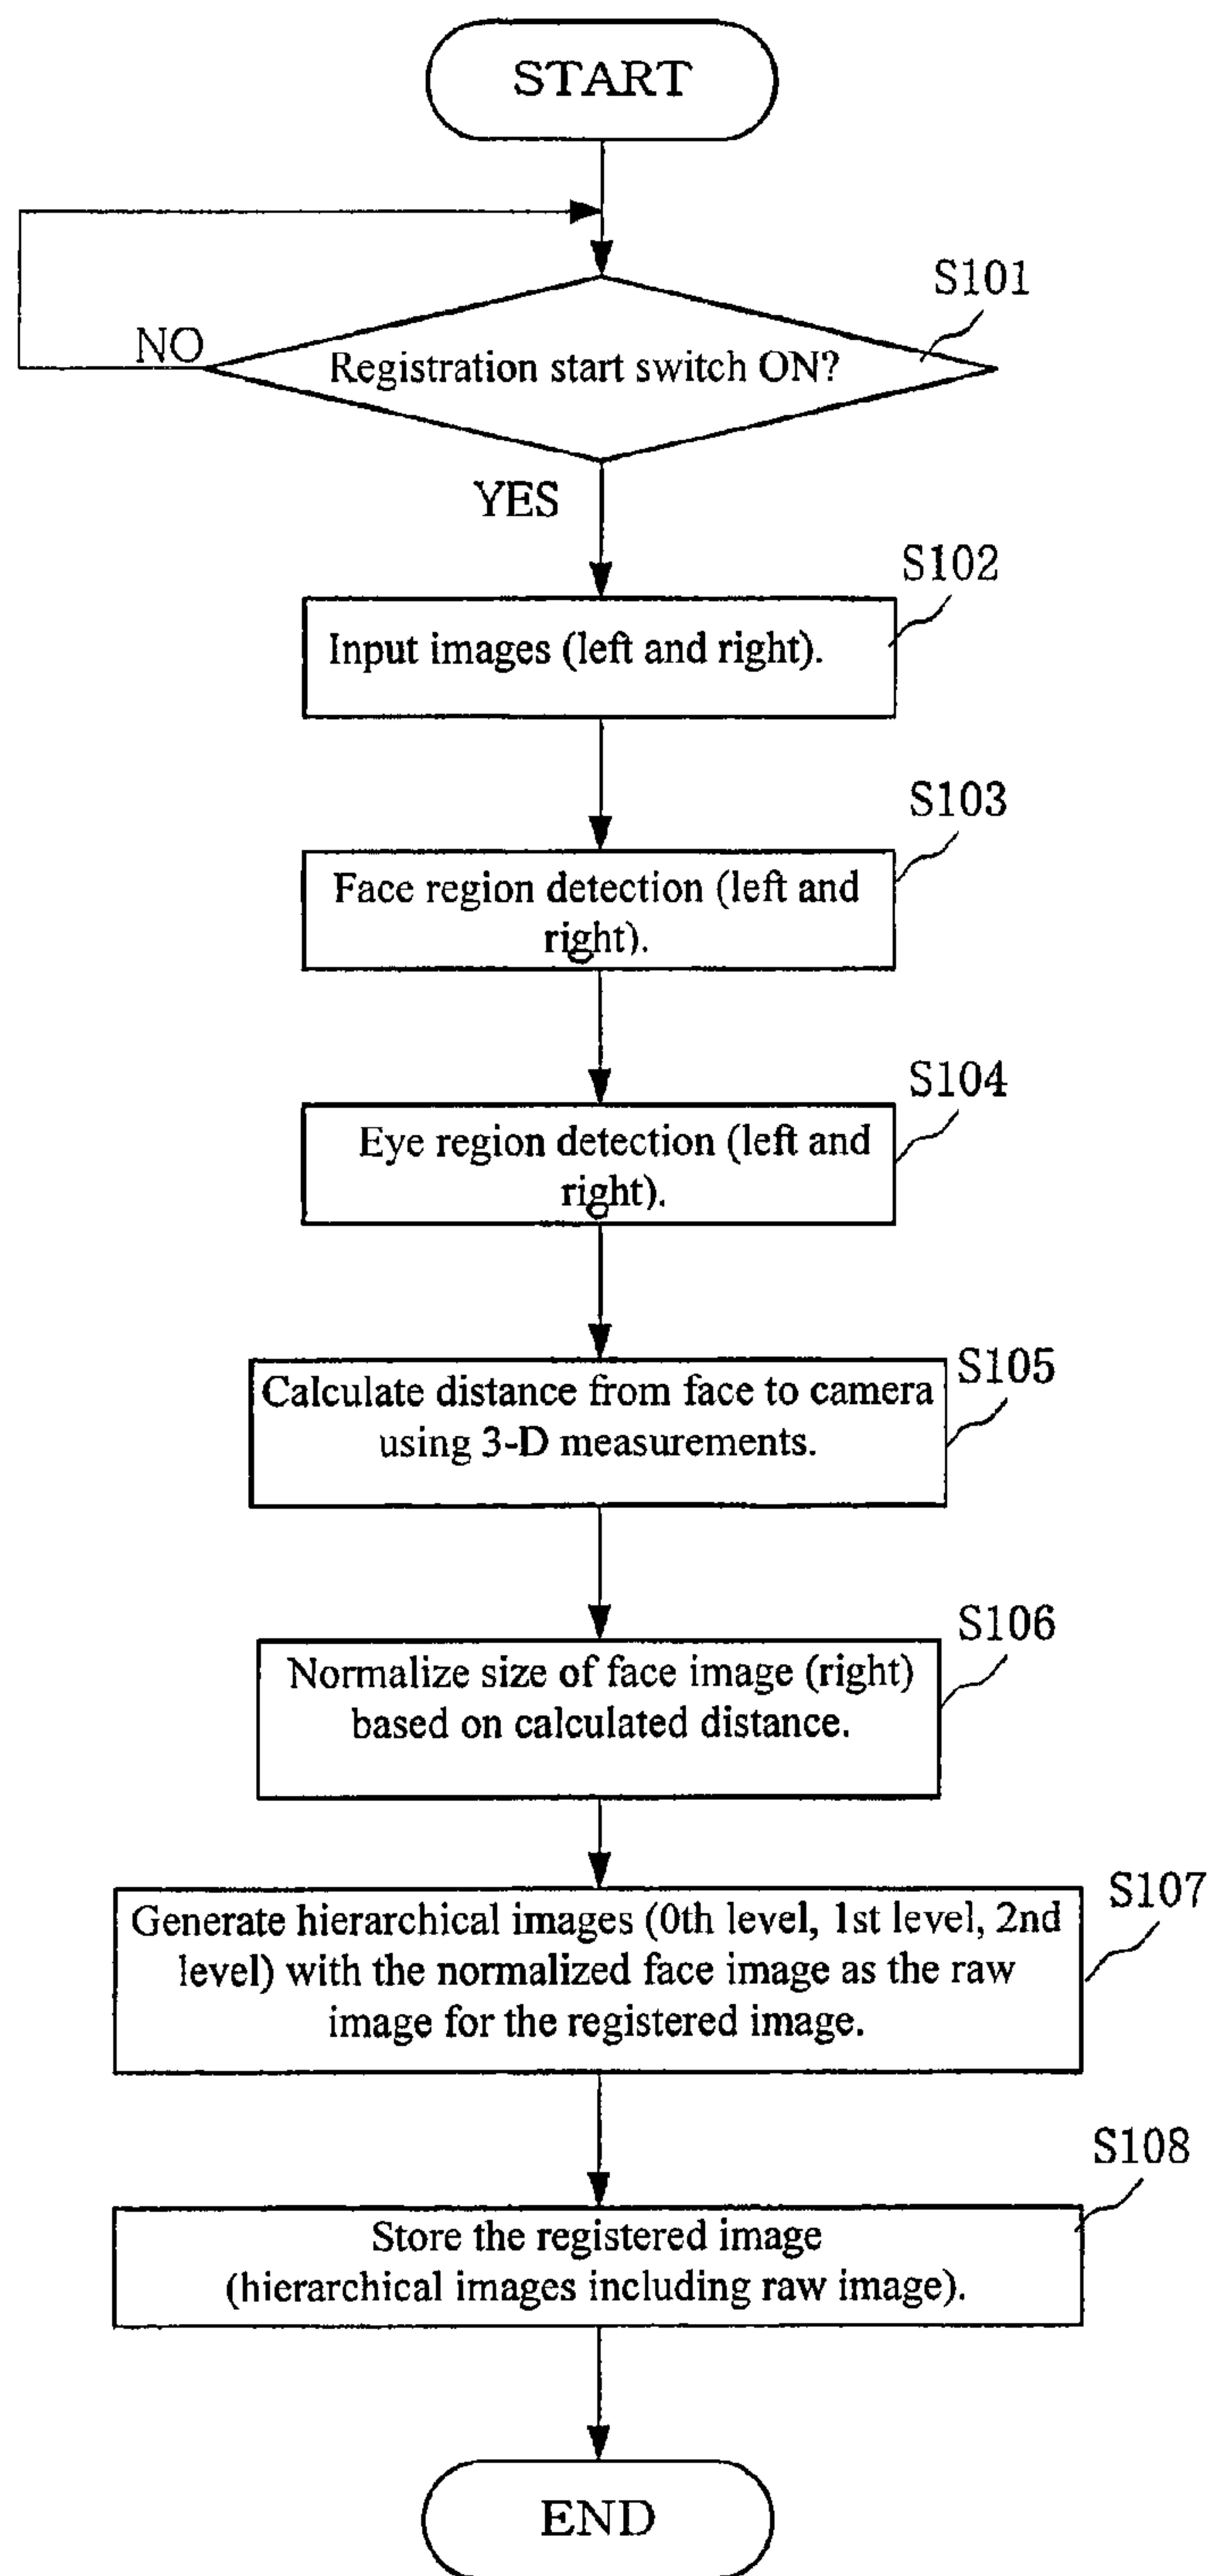 START
S101
NO
Registration start switch ON?
YES
S102
Input images (left and right).
S103
Face region detection (left and
right).
S104
Eye region detection (left and
right).
S105
Calculate distance from face to camera
using 3-D measurements.
S106
Normalize size of face image (right)
based on calculated distance.
S107
Generate hierarchical images (0th level, 1st level, 2nd
level) with the normalized face image as the raw
image for the registered image.
S108
Store the registered image
(hierarchical images including raw image).
END